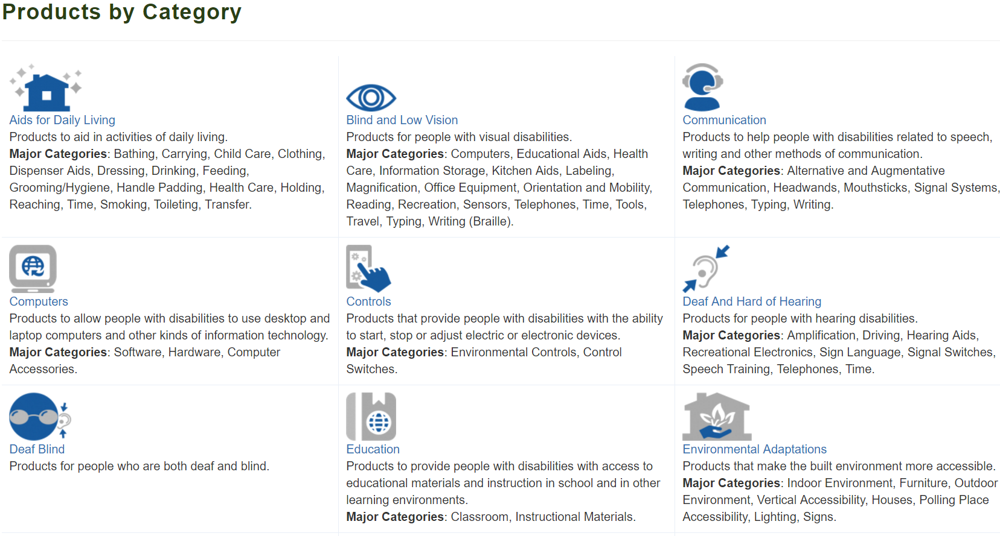 Products by Category
Aids for Daily Living
Products to aid in activities of daily living.
Major Categories: Bathing, Carrying, Child Care, Clothing,
Dispenser Aids, Dressing, Drinking, Feeding,
Grooming/Hygiene, Handle Padding, Health Care, Holding,
Reaching, Time, Smoking, Toileting, Transfer.
Blind and Low Vision
Products for people with visual disabilities.
Major Categories: Computers, Educational Aids, Health
Care, Information Storage, Kitchen Aids, Labeling,
Magnification, Office Equipment, Orientation and Mobility,
Reading, Recreation, Sensors, Telephones, Time, Tools,
Travel, Typing, Writing (Braille).
Communication
Products to help people with disabilities related to speech,
writing and other methods of communication.
Major Categories: Alternative and Augmentative
Communication, Headwands, Mouthsticks, Signal Systems,
Telephones, Typing, Writing.
Computers
Products to allow people with disabilities to use desktop and
laptop computers and other kinds of information technology.
Major Categories: Software, Hardware, Computer
Accessories.
Controls
Products that provide people with disabilities with the ability
to start, stop or adjust electric or electronic devices.
Major Categories: Environmental Controls, Control
Switches.
Deaf And Hard of Hearing
Products for people with hearing disabilities.
Major Categories: Amplification, Driving, Hearing Aids,
Recreational Electronics, Sign Language, Signal Switches,
Speech Training, Telephones, Time.
Deaf Blind
Products for people who are both deaf and blind.
Education
Products to provide people with disabilities with access to
educational materials and instruction in school and in other
learning environments.
Major Categories: Classroom, Instructional Materials.
Environmental Adaptations
Products that make the built environment more accessible.
Major Categories: Indoor Environment, Furniture, Outdoor
Environment, Vertical Accessibility, Houses, Polling Place
Accessibility, Lighting, Signs.